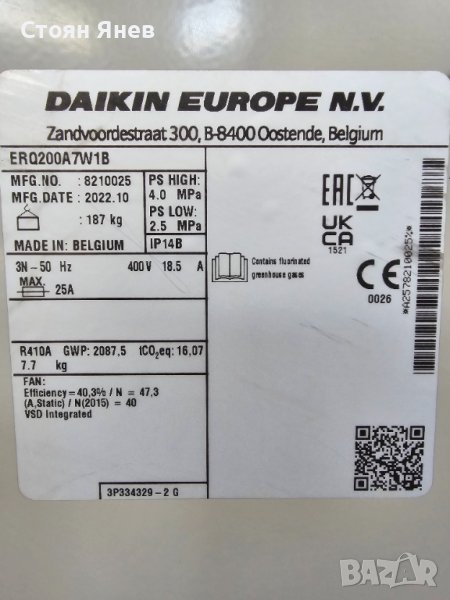 Стоян Янев
DAIKIN EUROPE N.V.
Zandvoordestraat 300, B-8400 Oostende, Belgium
ERQ200A7W1B
MFG.NO. : 8210025
MFG.DATE : 2022.10
: 187 kg
PS HIGH:
4.0 MPa
PS LOW:
2.5 MPa
MADE IN: BELGIUM
IP14B
3N~50 Hz 400V 18.5 A
MAX
25A
R410A GWP: 2087,5 tCO2eq: 16,07
7.7 kg
FAN:
Efficiency=40,3% / N = 47,3
(A,Static) / N(2015) = 40
VSD Integrated
3P334329-2 G
EAC
UK
CA
1521
Contains fluorinated
greenhouse gases
CE
0026
*A2578210025%*
BAZAR